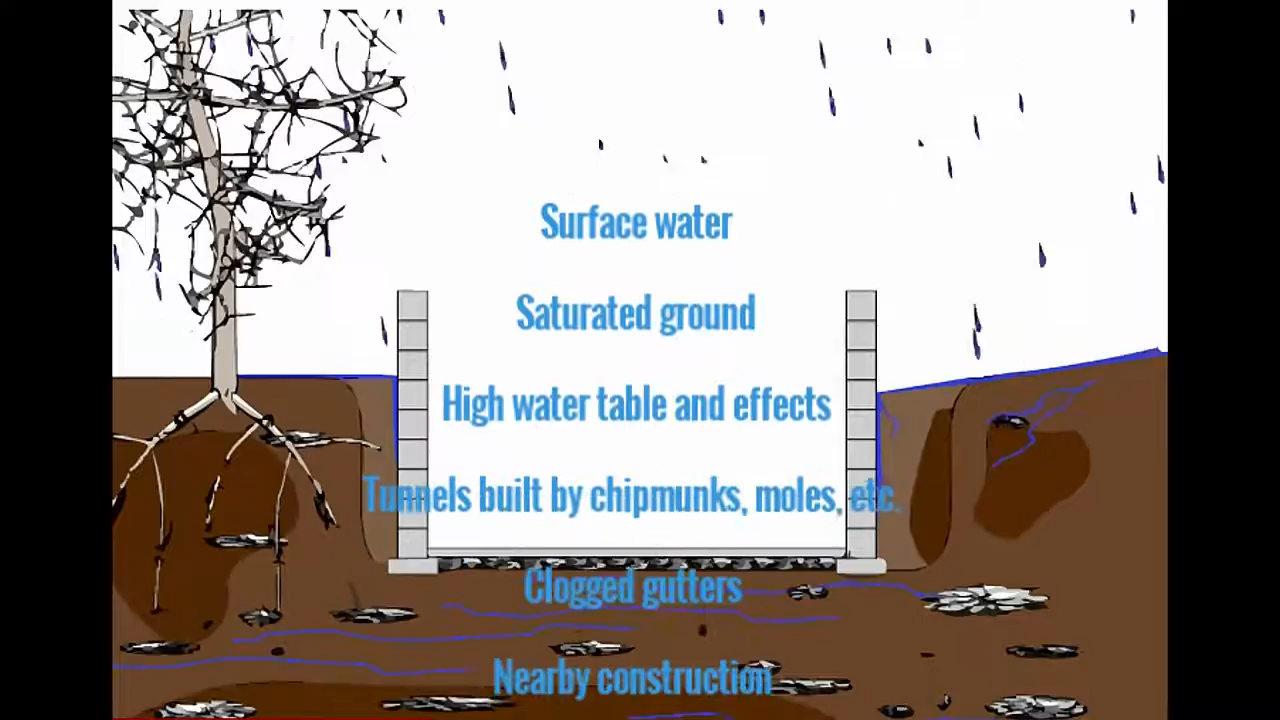 Surface water
Saturated ground
High water table and effects
Tunnels built by chipmunks, moles, etc.
Clogged gutters
Nearby construction